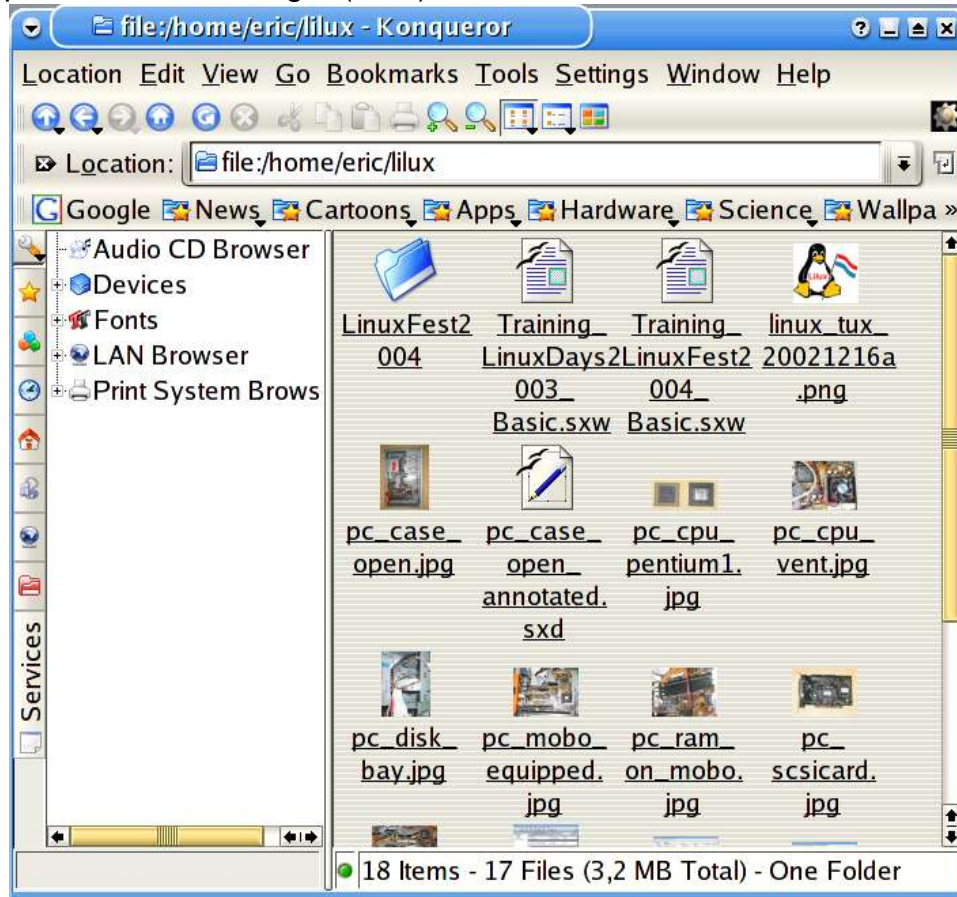 file:/home/eric/lilux - Konqueror
Location Edit View Go Bookmarks Tools Settings Window Help
Location: file:/home/eric/lilux
Google News Cartoons Apps Hardware Science Wallpa »
Audio CD Browser
Devices
Fonts
LAN Browser
Print System Brows
Services
LinuxFest2
004
Training_
LinuxDays2
003_
Basic.sxw
Training_
LinuxFest2
004_
Basic.sxw
linux_tux_
20021216a
.png
pc_case_
open.jpg
pc_case_
open_
annotated.
sxd
pc_cpu_
pentium1.
jpg
pc_cpu_
vent.jpg
pc_disk_
bay.jpg
pc_mobo_
equipped.
jpg
pc_ram_
on_mobo.
jpg
pc_
scsicard.
jpg
18 Items - 17 Files (3,2 MB Total) - One Folder